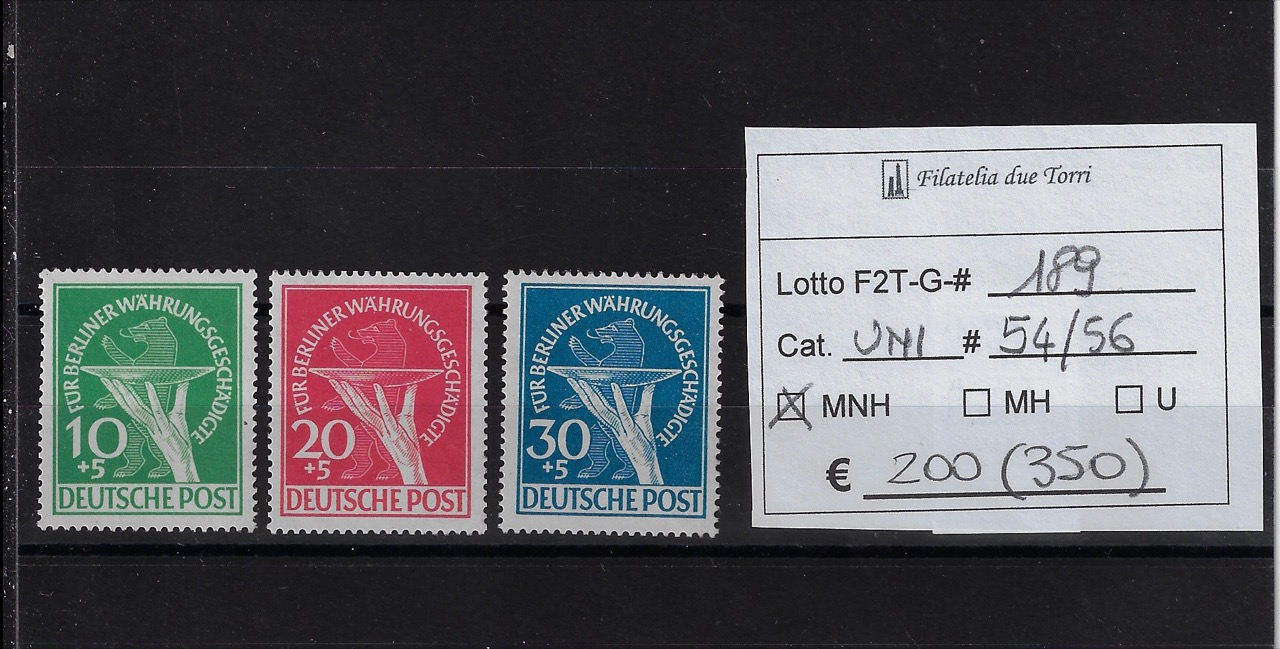 FÜR BERLINER WÄHRUNGSGESCHÄDIGTE
10
+5
DEUTSCHE POST
FÜR BERLINER WÄHRUNGSGESCHÄDIGTE
20
+5
DEUTSCHE POST
FÜR BERLINER WÄHRUNGSGESCHÄDIGTE
30
+5
DEUTSCHE POST
Filatelia due Torri
Lotto F2T-G-# 189
Cat. UNI # 54/56
☒ MNH ☐ MH ☐ U
€ 200 (350)